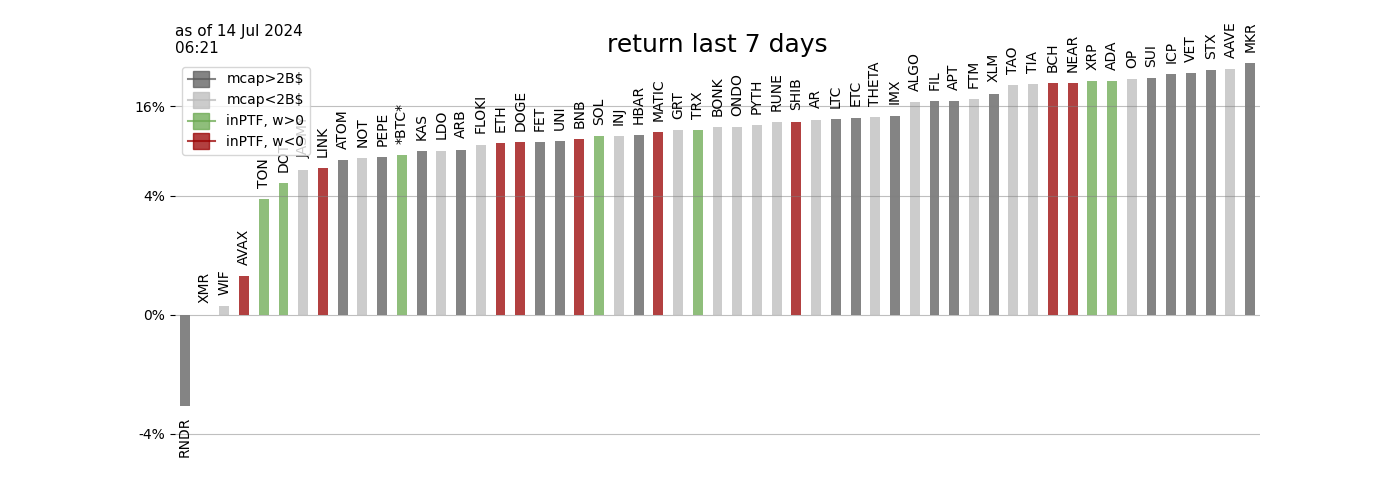 as of 14 Jul 2024
06:21
return last 7 days
mcap>2B$
mcap<2B$
inPTF, w>0
inPTF, w<0
16%
4%
0%
-4%
RNDR
XMR
WIF
AVAX
TON
DOT
JASMY
LINK
ATOM
NOT
PEPE
*BTC*
KAS
LDO
ARB
FLOKI
ETH
DOGE
FET
UNI
BNB
SOL
INJ
HBAR
MATIC
GRT
TRX
BONK
ONDO
PYTH
RUNE
SHIB
AR
LTC
ETC
THETA
IMX
ALGO
FIL
APT
FTM
XLM
TAO
TIA
BCH
NEAR
XRP
ADA
OP
SUI
ICP
VET
STX
AAVE
MKR